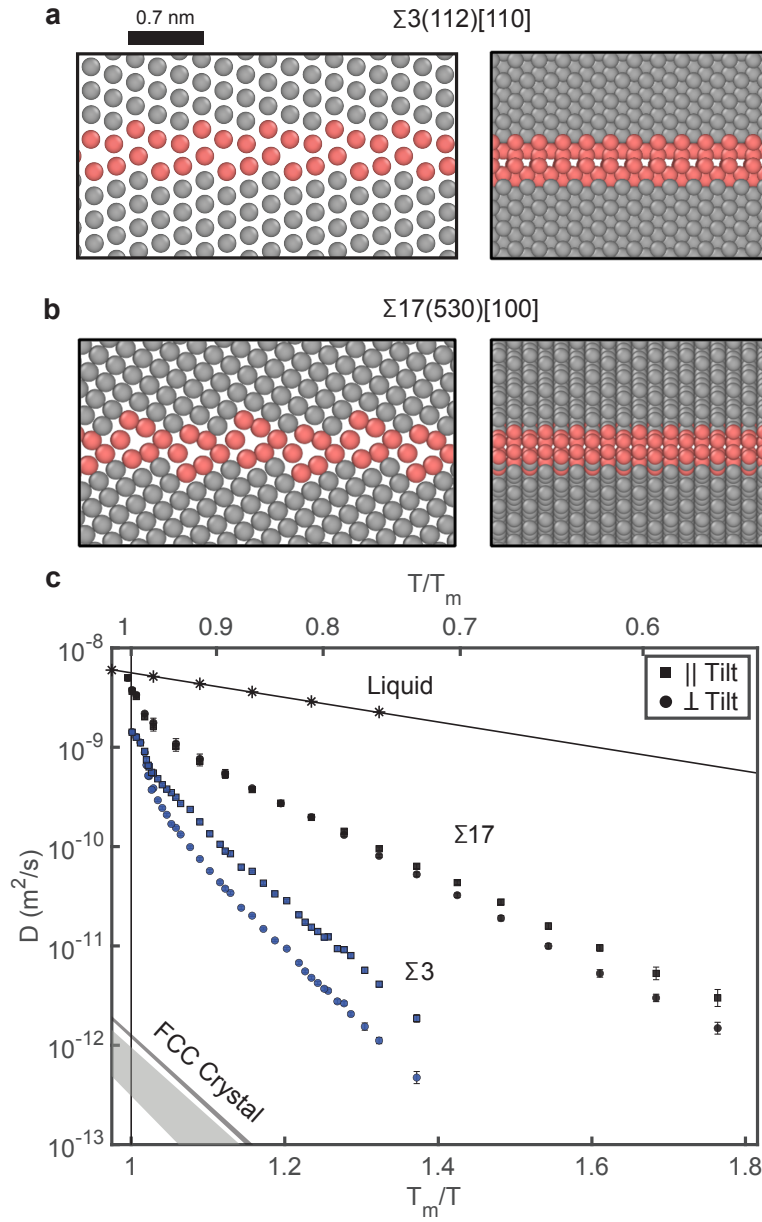 a
Σ3(112)[110]
0.7 nm
b
Σ17(530)[100]
c
T/T_m
1 0.9 0.8 0.7 0.6
10^-8
10^-9
10^-10
10^-11
10^-12
10^-13
D (m^2/s)
Liquid
|| Tilt
⊥ Tilt
Σ17
Σ3
FCC Crystal
1 1.2 1.4 1.6 1.8
T_m/T